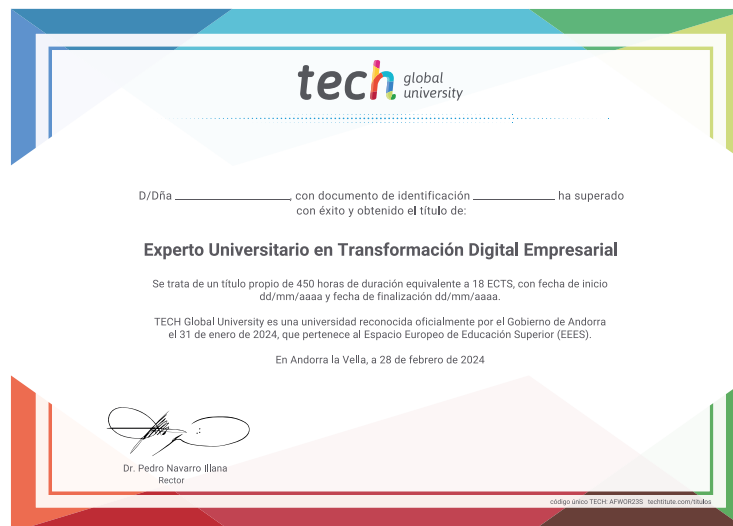 tech global university
D/Dña ____________________, con documento de identificación ______________ ha superado
con éxito y obtenido el título de:
Experto Universitario en Transformación Digital Empresarial
Se trata de un título propio de 450 horas de duración equivalente a 18 ECTS, con fecha de inicio
dd/mm/aaaa y fecha de finalización dd/mm/aaaa.
TECH Global University es una universidad reconocida oficialmente por el Gobierno de Andorra
el 31 de enero de 2024, que pertenece al Espacio Europeo de Educación Superior (EEES).
En Andorra la Vella, a 28 de febrero de 2024
Dr. Pedro Navarro Illana
Rector
código único TECH: AFWOR23S techtitute.com/titulos